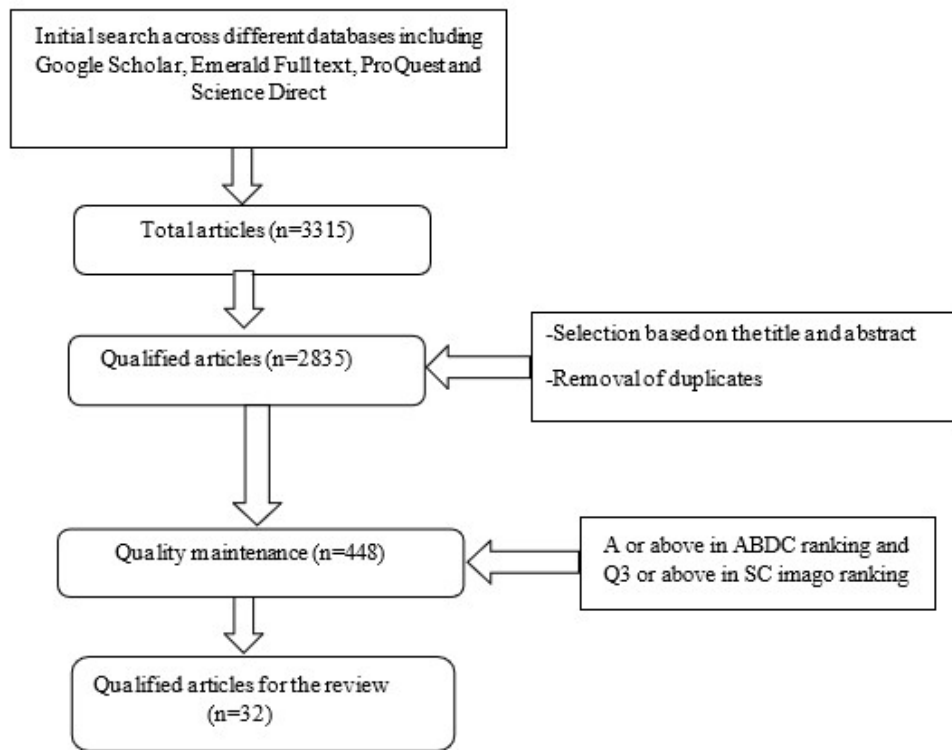 Initial search across different databases including
Google Scholar, Emerald Full text, ProQuest and
Science Direct
Total articles (n=3315)
Qualified articles (n=2835)
-Selection based on the title and abstract
-Removal of duplicates
Quality maintenance (n=448)
A or above in ABDC ranking and
Q3 or above in SC imago ranking
Qualified articles for the review
(n=32)